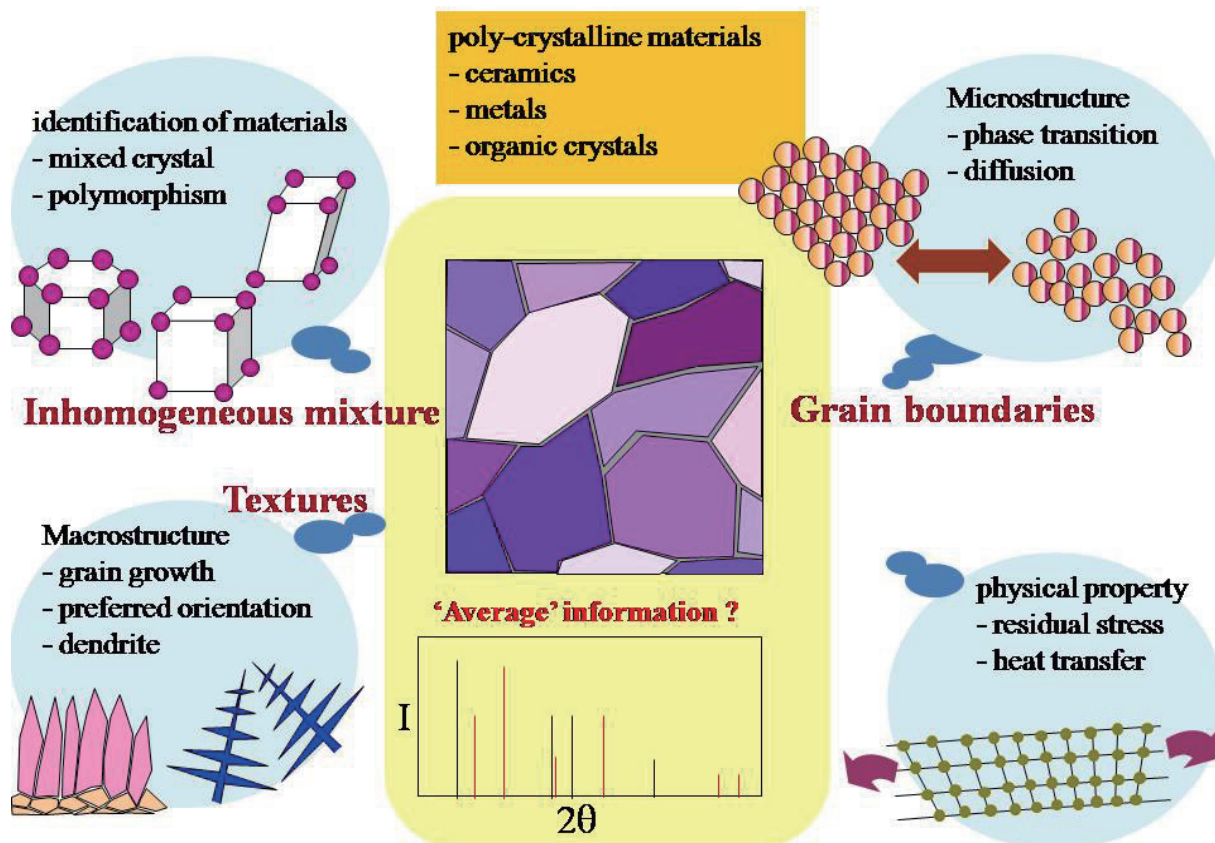 poly-crystalline materials
- ceramics
- metals
- organic crystals
identification of materials
- mixed crystal
- polymorphism
Microstructure
- phase transition
- diffusion
Inhomogeneous mixture
Grain boundaries
Textures
Macrostructure
- grain growth
- preferred orientation
- dendrite
'Average' information ?
I
2θ
physical property
- residual stress
- heat transfer